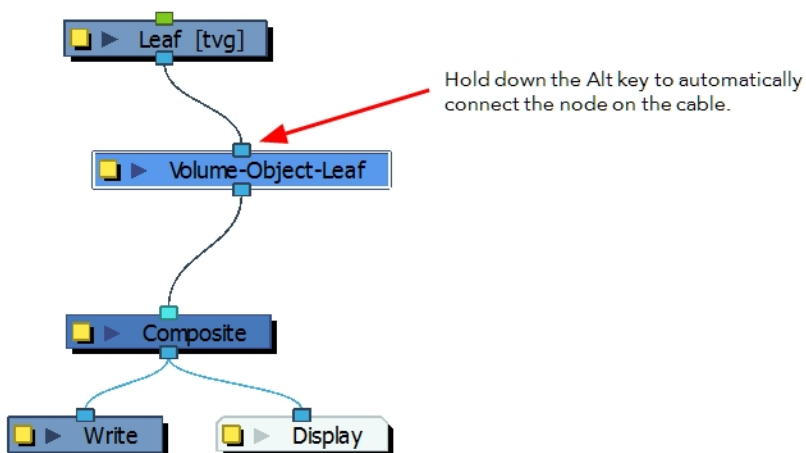 Leaf [tvg]
Hold down the Alt key to automatically
connect the node on the cable.
Volume-Object-Leaf
Composite
Write
Display